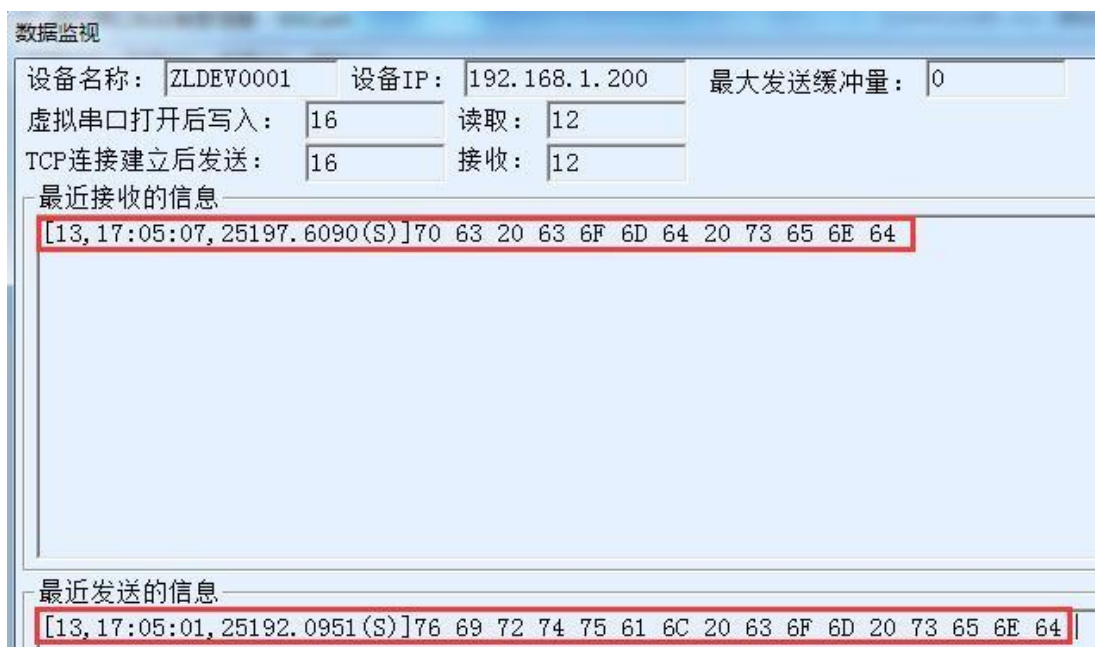 数据监视
设备名称: ZLDEV0001 设备IP: 192.168.1.200 最大发送缓冲量: 0
虚拟串口打开后写入: 16 读取: 12
TCP连接建立后发送: 16 接收: 12
最近接收的信息
[13,17:05:07,25197.6090(S)]70 63 20 63 6F 6D 64 20 73 65 6E 64
最近发送的信息
[13,17:05:01,25192.0951(S)]76 69 72 74 75 61 6C 20 63 6F 6D 20 73 65 6E 64